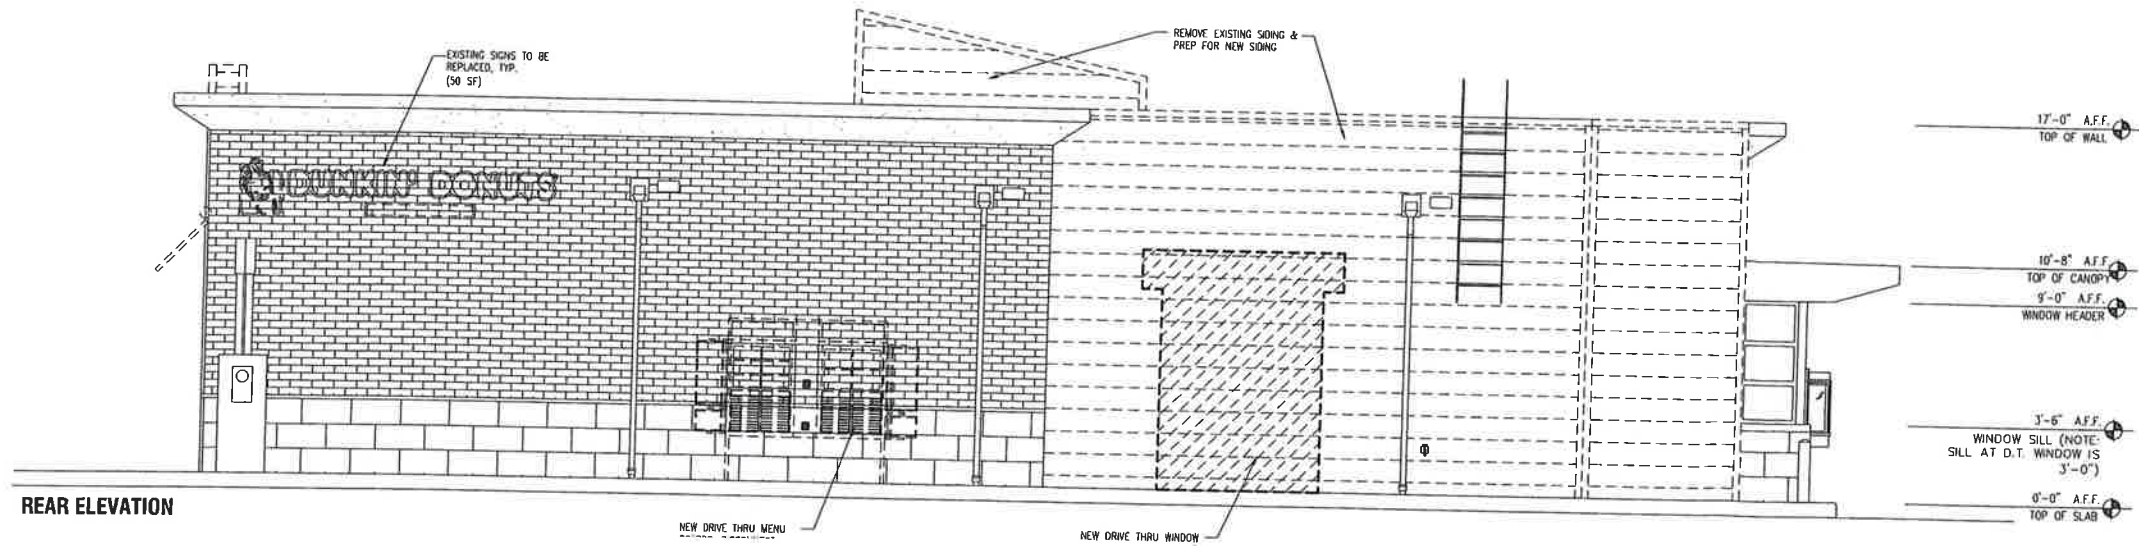 EXISTING SIGNS TO BE
REPLACED, TYP.
(50 SF)
REMOVE EXISTING SIDING &
PREP FOR NEW SIDING
DUNKIN' DONUTS
17'-0" A.F.F.
TOP OF WALL
10'-8" A.F.F.
TOP OF CANOPY
9'-0" A.F.F.
WINDOW HEADER
3'-6" A.F.F.
WINDOW SILL (NOTE:
SILL AT D.T. WINDOW IS
3'-0")
0'-0" A.F.F.
TOP OF SLAB
REAR ELEVATION
NEW DRIVE THRU MENU
NEW DRIVE THRU WINDOW